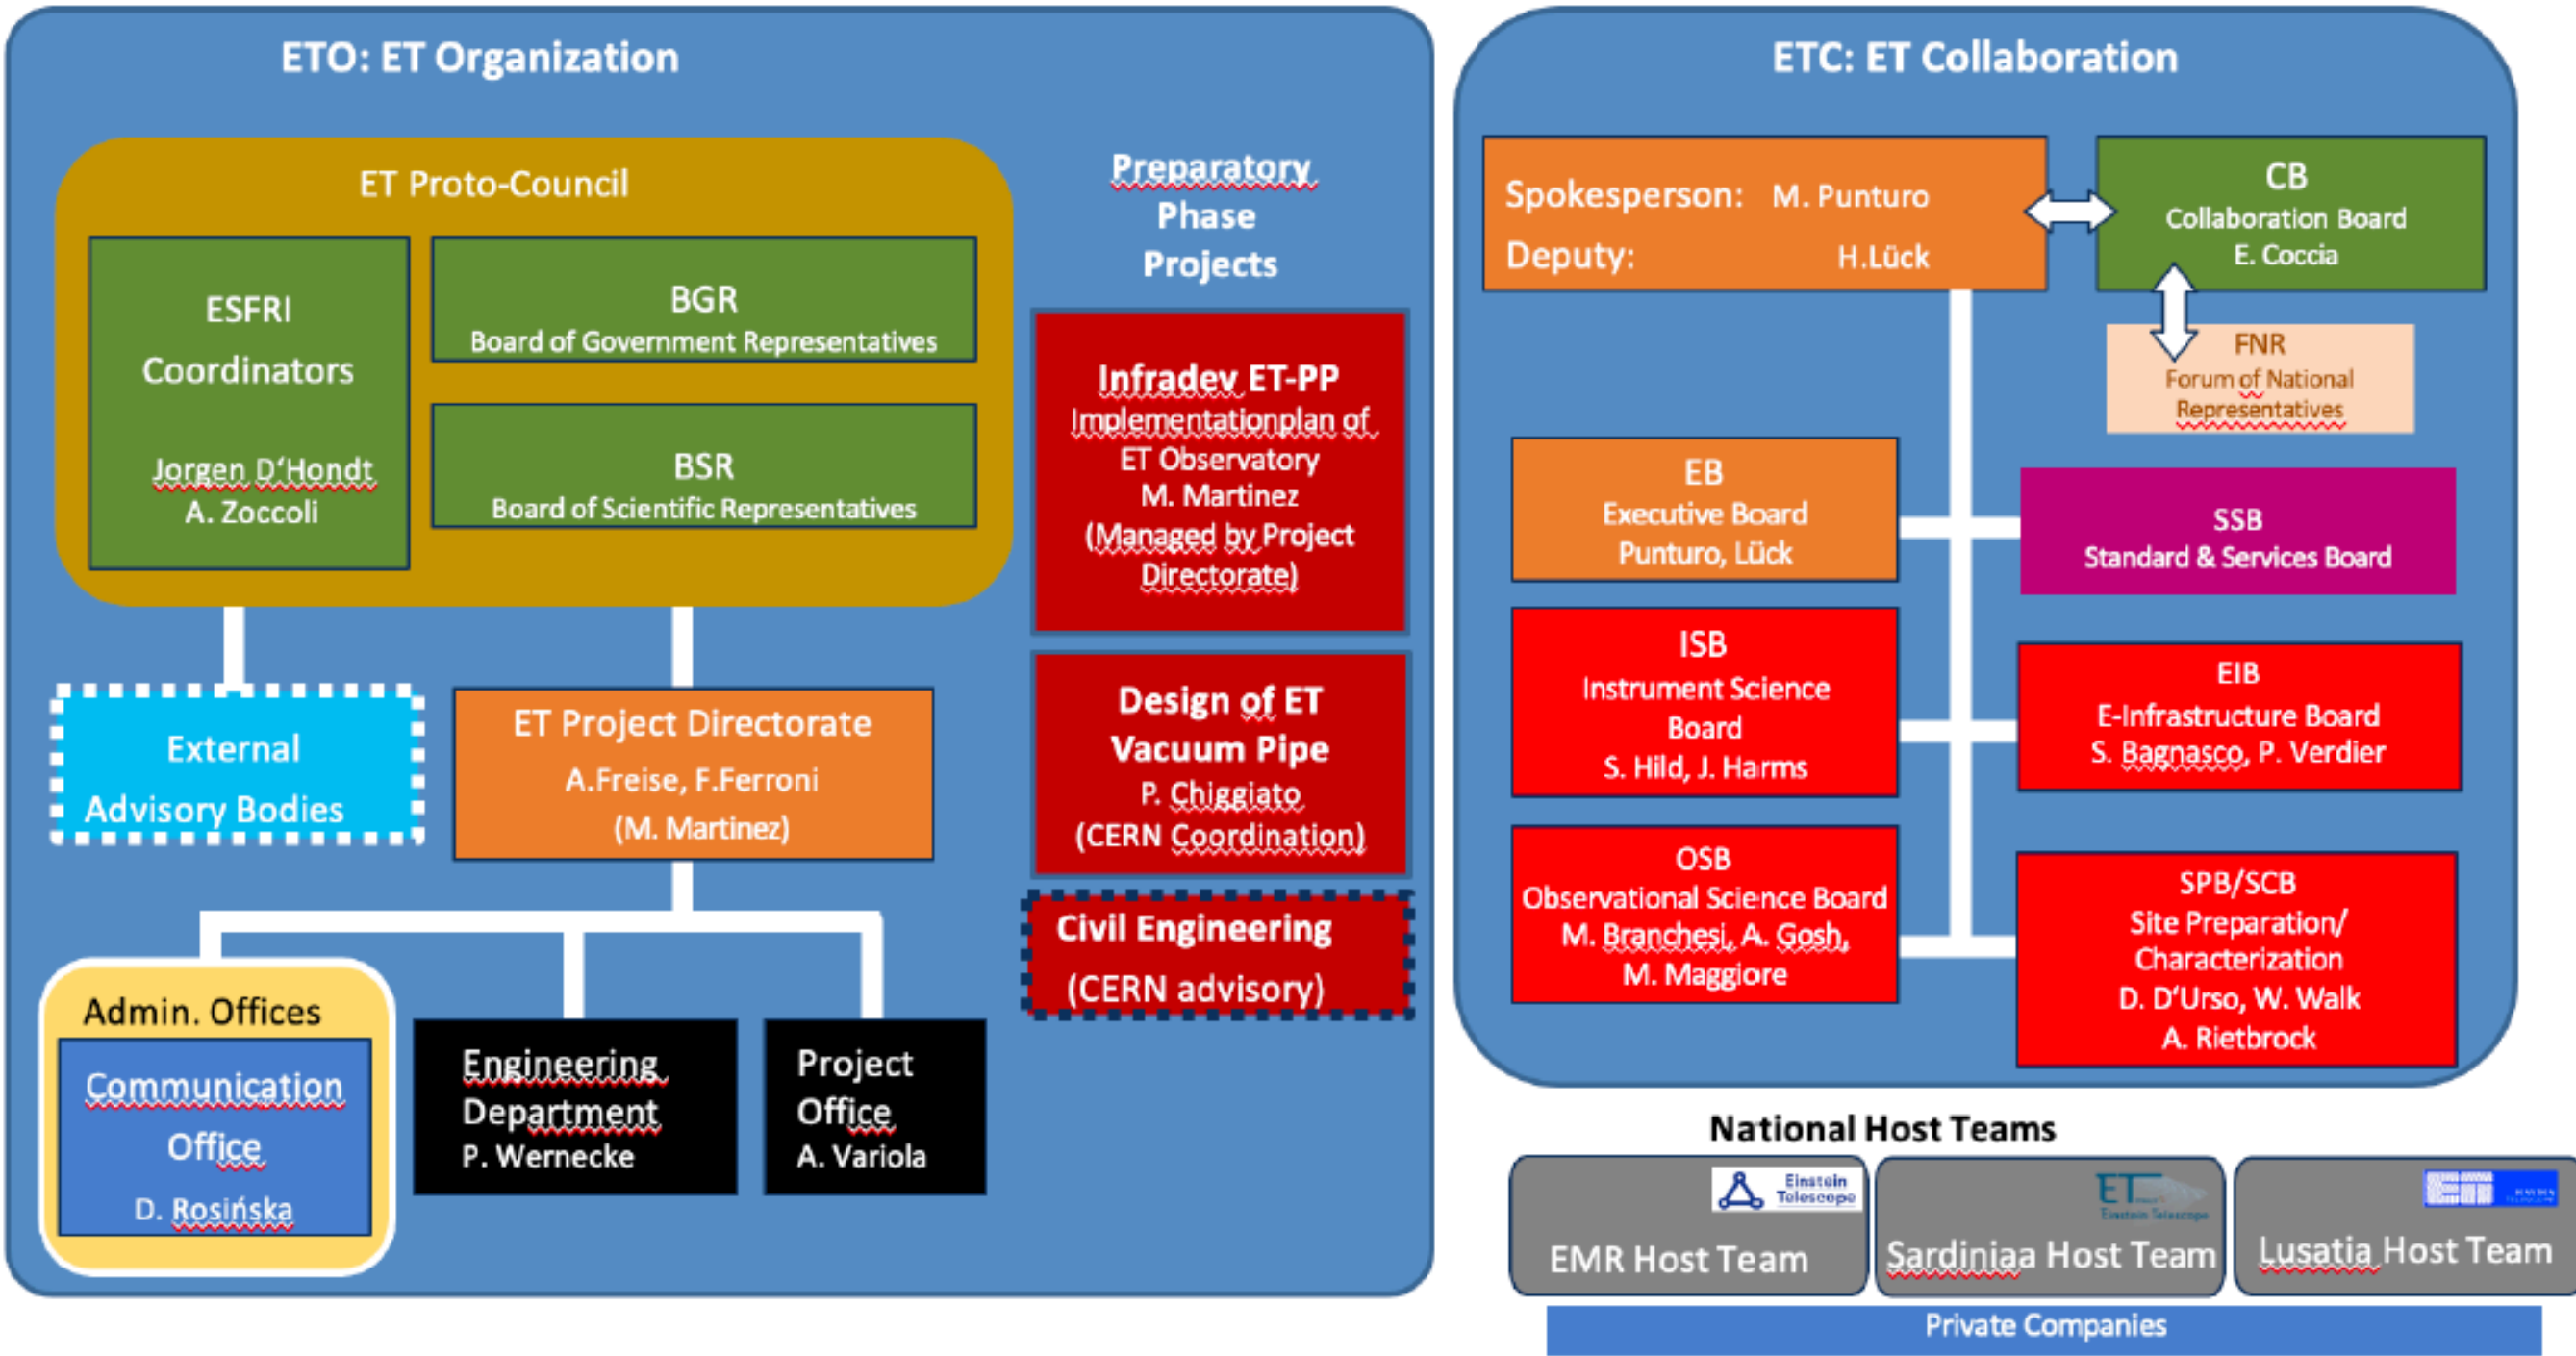 ETO: ET Organization
ET Proto-Council
ESFRI
Coordinators
Jorgen D‘Hondt
A. Zoccoli
BGR
Board of Government Representatives
BSR
Board of Scientific Representatives
External
Advisory Bodies
ET Project Directorate
A.Freise, F.Ferroni
(M. Martinez)
Admin. Offices
Communication
Office
D. Rosińska
Engineering
Department
P. Wernecke
Project
Office
A. Variola
Preparatory
Phase
Projects
Infradev ET-PP
Implementationplan of
ET Observatory
M. Martinez
(Managed by Project
Directorate)
Design of ET
Vacuum Pipe
P. Chiggiato
(CERN Coordination)
Civil Engineering
(CERN advisory)
ETC: ET Collaboration
Spokesperson: M. Punturo
Deputy: H.Lück
CB
Collaboration Board
E. Coccia
FNR
Forum of National
Representatives
EB
Executive Board
Punturo, Lück
SSB
Standard & Services Board
ISB
Instrument Science
Board
S. Hild, J. Harms
EIB
E-Infrastructure Board
S. Bagnasco, P. Verdier
OSB
Observational Science Board
M. Branchesi, A. Gosh,
M. Maggiore
SPB/SCB
Site Preparation/
Characterization
D. D‘Urso, W. Walk
A. Rietbrock
National Host Teams
Einstein
Telescope
EMR Host Team
ET
Einstein Telescope
Sardiniaa Host Team
Lusatia Host Team
Private Companies